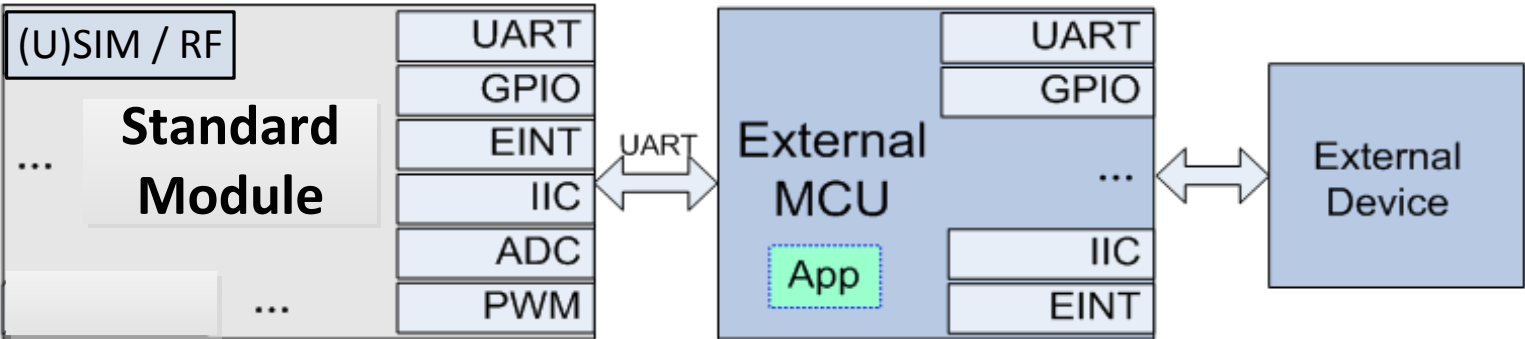 (U)SIM / RF
...
Standard
Module
...
UART
GPIO
EINT
IIC
ADC
PWM
UART
External
MCU
App
UART
GPIO
...
IIC
EINT
External
Device